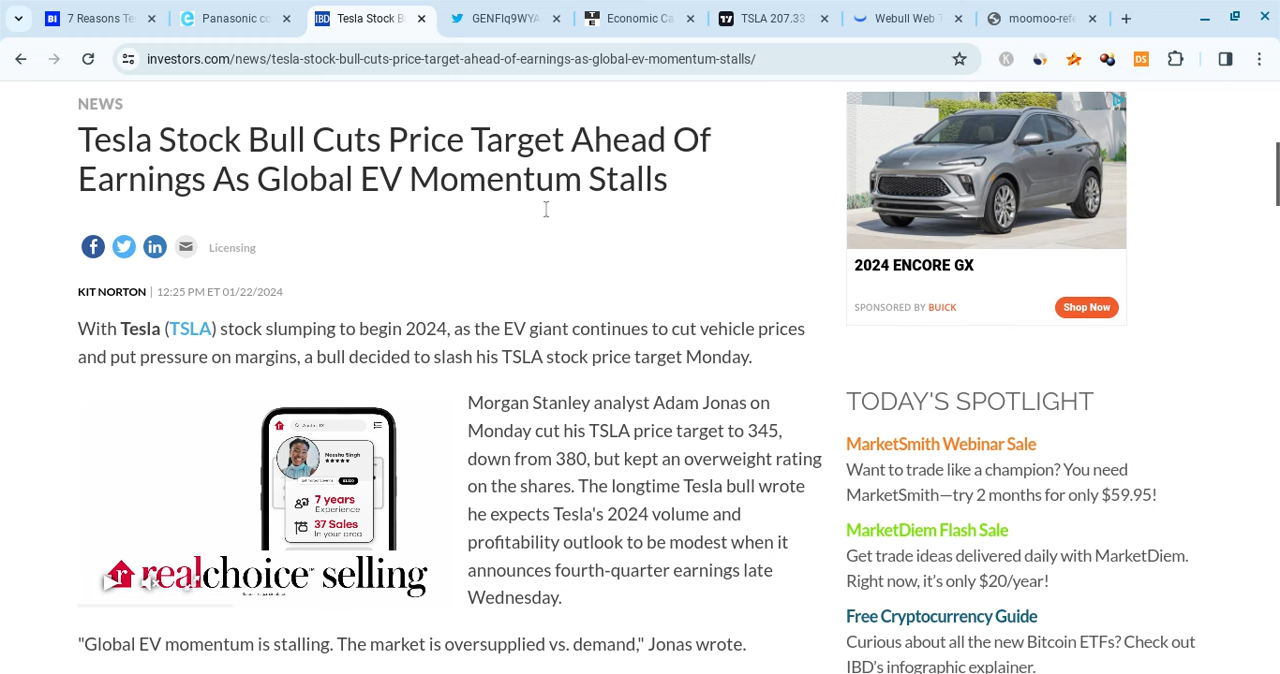 7 Reasons Te
Panasonic co
IBD
Tesla Stock B
GENFIq9WYA
Economic Ca
TSLA 207.33
Webull Web T
moomoo-refe
investors.com/news/tesla-stock-bull-cuts-price-target-ahead-of-earnings-as-global-ev-momentum-stalls/
K
DS
NEWS
Tesla Stock Bull Cuts Price Target Ahead Of
Earnings As Global EV Momentum Stalls
Licensing
KIT NORTON | 12:25 PM ET 01/22/2024
With Tesla (TSLA) stock slumping to begin 2024, as the EV giant continues to cut vehicle prices
and put pressure on margins, a bull decided to slash his TSLA stock price target Monday.
Neesha Singh
7 years
Experience
37 Sales
In your area
realchoice™ selling
Morgan Stanley analyst Adam Jonas on
Monday cut his TSLA price target to 345,
down from 380, but kept an overweight rating
on the shares. The longtime Tesla bull wrote
he expects Tesla's 2024 volume and
profitability outlook to be modest when it
announces fourth-quarter earnings late
Wednesday.
"Global EV momentum is stalling. The market is oversupplied vs. demand," Jonas wrote.
2024 ENCORE GX
SPONSORED BY BUICK
Shop Now
TODAY'S SPOTLIGHT
MarketSmith Webinar Sale
Want to trade like a champion? You need
MarketSmith—try 2 months for only $59.95!
MarketDiem Flash Sale
Get trade ideas delivered daily with MarketDiem.
Right now, it's only $20/year!
Free Cryptocurrency Guide
Curious about all the new Bitcoin ETFs? Check out
IBD's infographic explainer.